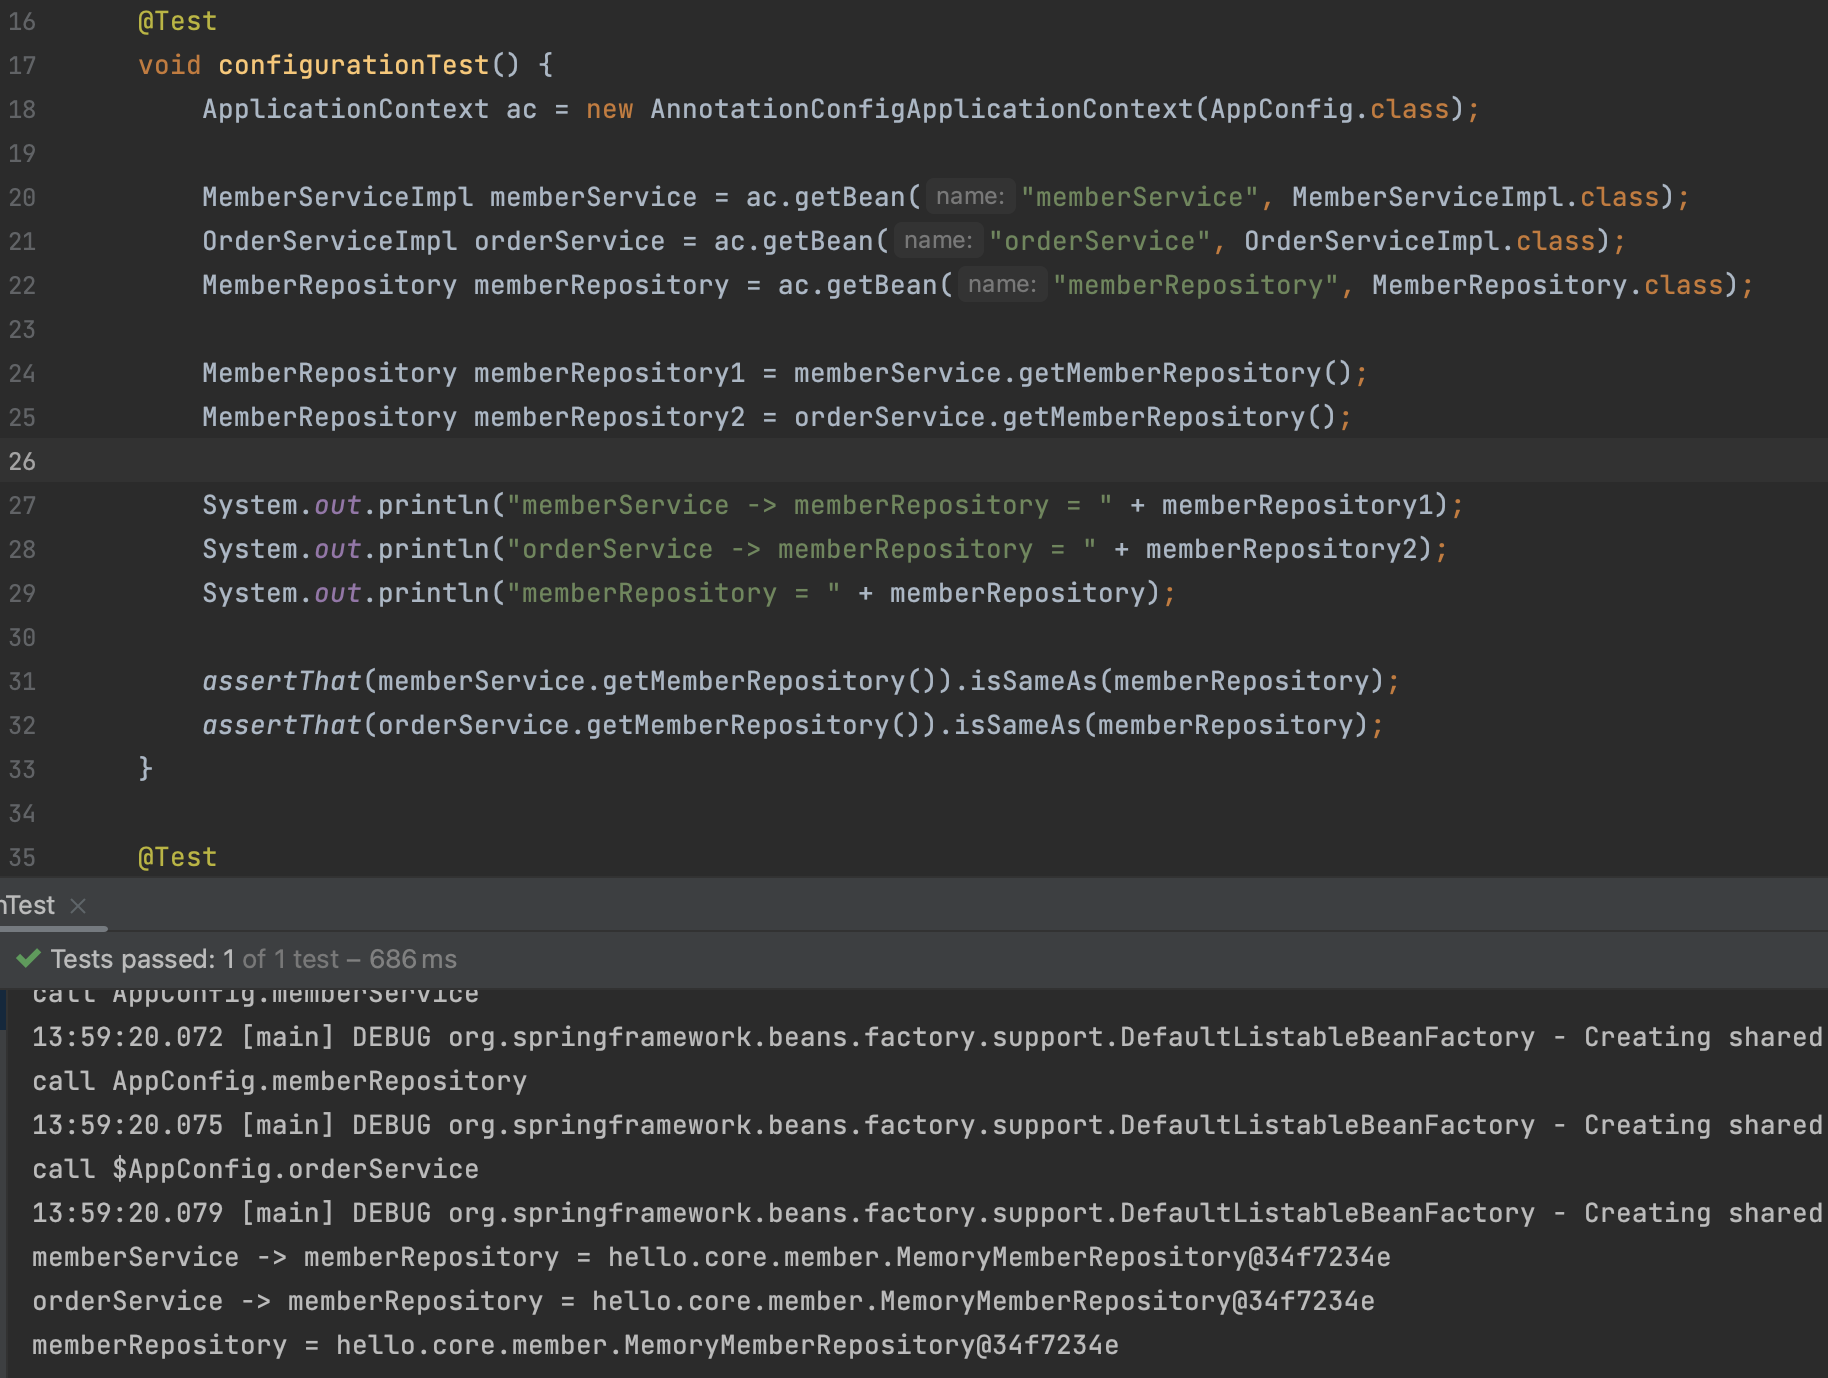 16 @Test
17 void configurationTest() {
18 ApplicationContext ac = new AnnotationConfigApplicationContext(AppConfig.class);
19
20 MemberServiceImpl memberService = ac.getBean( name: "memberService", MemberServiceImpl.class);
21 OrderServiceImpl orderService = ac.getBean( name: "orderService", OrderServiceImpl.class);
22 MemberRepository memberRepository = ac.getBean( name: "memberRepository", MemberRepository.class);
23
24 MemberRepository memberRepository1 = memberService.getMemberRepository();
25 MemberRepository memberRepository2 = orderService.getMemberRepository();
26
27 System.out.println("memberService -> memberRepository = " + memberRepository1);
28 System.out.println("orderService -> memberRepository = " + memberRepository2);
29 System.out.println("memberRepository = " + memberRepository);
30
31 assertThat(memberService.getMemberRepository()).isSameAs(memberRepository);
32 assertThat(orderService.getMemberRepository()).isSameAs(memberRepository);
33 }
34
35 @Test
nTest ×
Tests passed: 1 of 1 test – 686 ms
call AppConfig.memberService
13:59:20.072 [main] DEBUG org.springframework.beans.factory.support.DefaultListableBeanFactory - Creating shared
call AppConfig.memberRepository
13:59:20.075 [main] DEBUG org.springframework.beans.factory.support.DefaultListableBeanFactory - Creating shared
call $AppConfig.orderService
13:59:20.079 [main] DEBUG org.springframework.beans.factory.support.DefaultListableBeanFactory - Creating shared
memberService -> memberRepository = hello.core.member.MemoryMemberRepository@34f7234e
orderService -> memberRepository = hello.core.member.MemoryMemberRepository@34f7234e
memberRepository = hello.core.member.MemoryMemberRepository@34f7234e